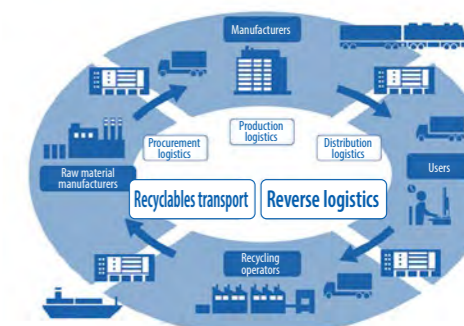 Manufacturers
Production
logistics
Procurement
logistics
Distribution
logistics
Raw material
manufacturers
Users
Recyclables transport
Reverse logistics
Recycling
operators